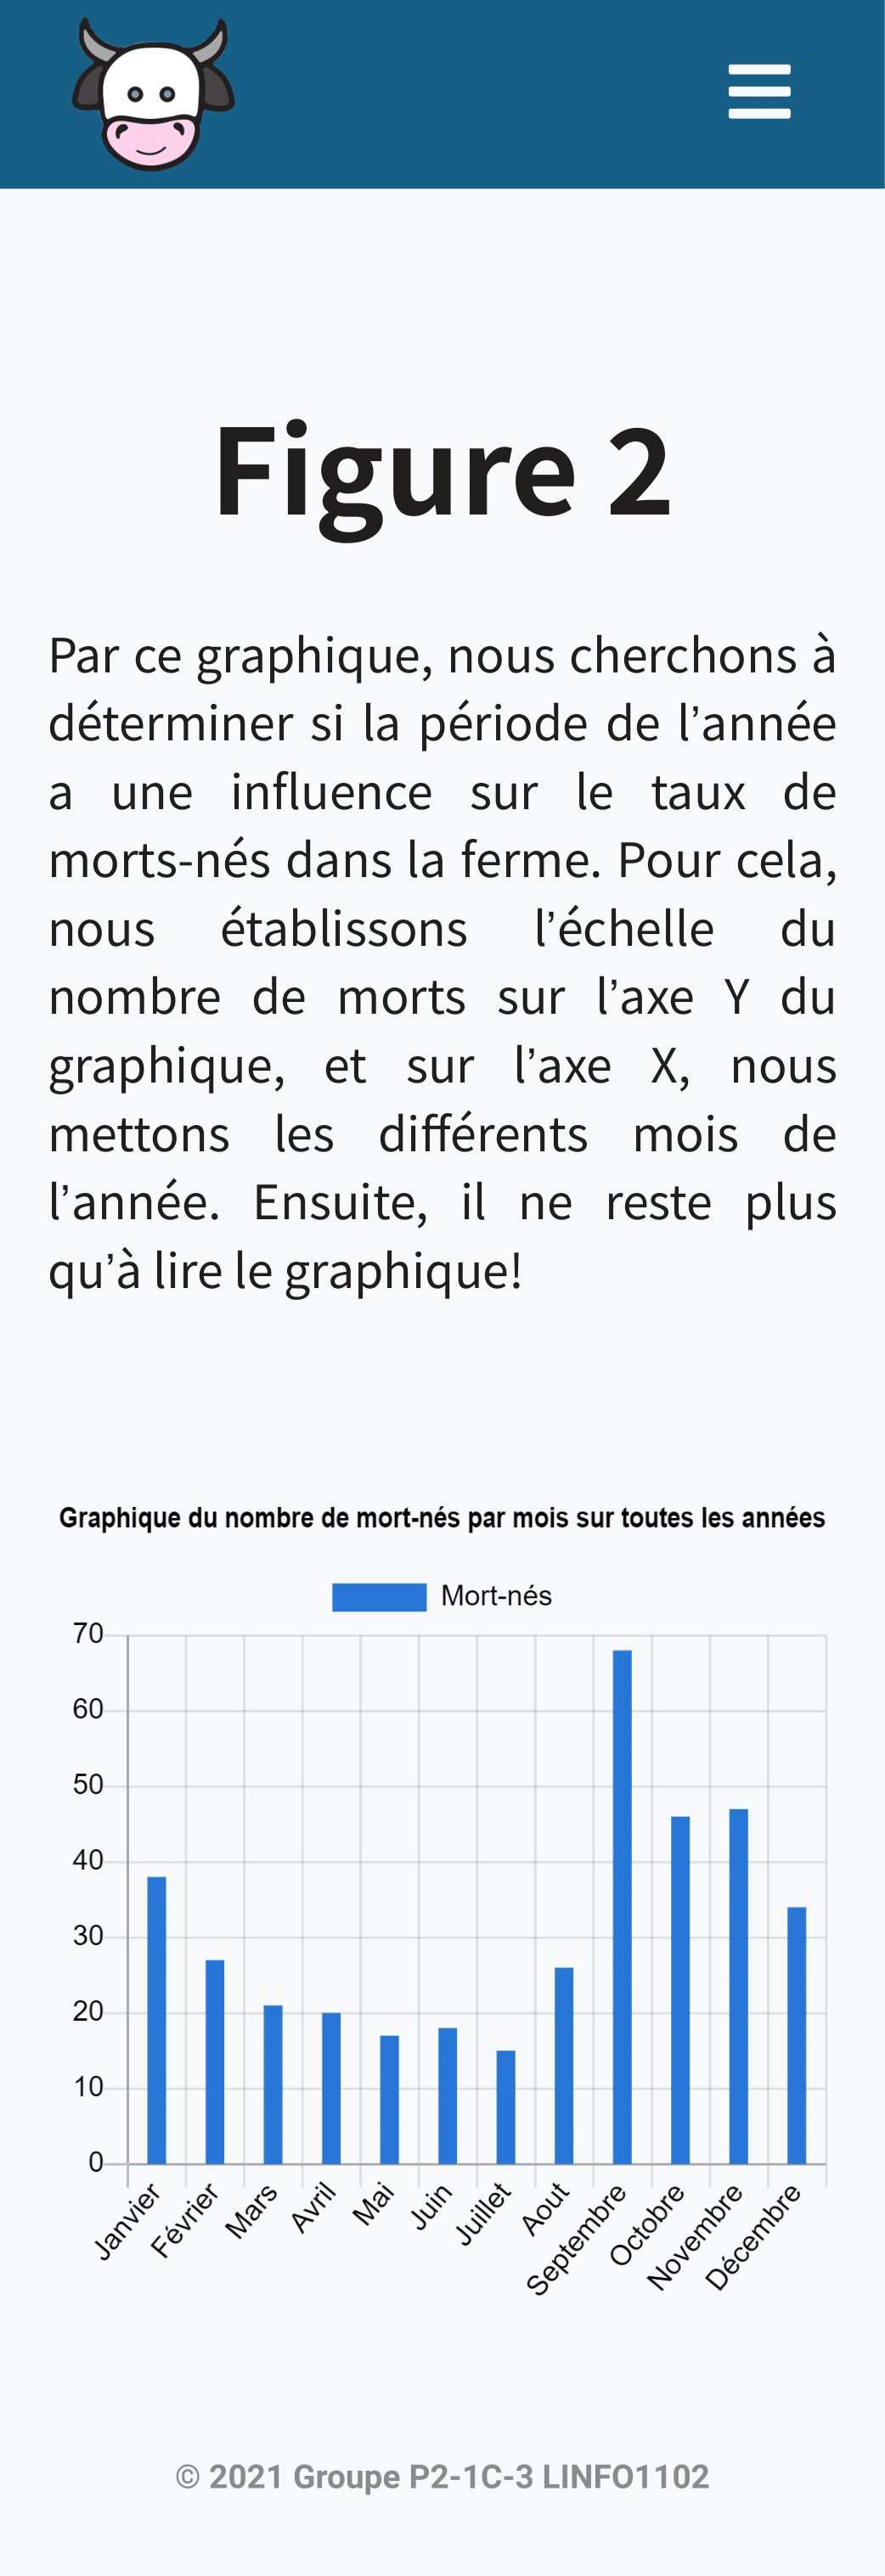 Figure 2
Par ce graphique, nous cherchons à
déterminer si la période de l’année
a une influence sur le taux de
morts-nés dans la ferme. Pour cela,
nous établissons l’échelle du
nombre de morts sur l’axe Y du
graphique, et sur l’axe X, nous
mettons les différents mois de
l’année. Ensuite, il ne reste plus
qu’à lire le graphique!
Graphique du nombre de mort-nés par mois sur toutes les années
Mort-nés
70
60
50
40
30
20
10
0
Janvier
Février
Mars
Avril
Mai
Juin
Juillet
Aout
Septembre
Octobre
Novembre
Décembre
© 2021 Groupe P2-1C-3 LINFO1102